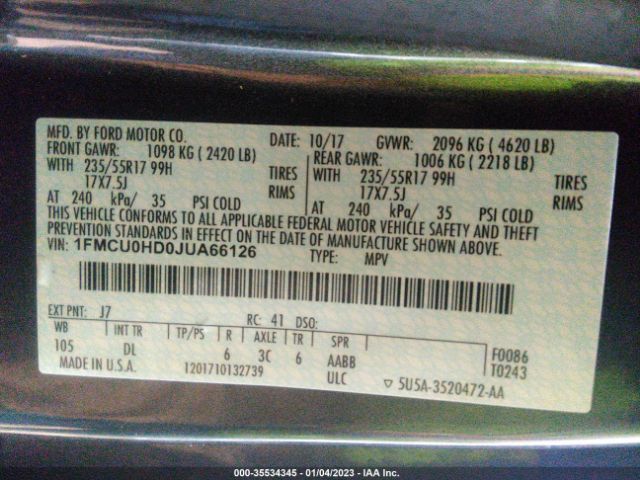 MFD. BY FORD MOTOR CO. DATE: 10/17 GVWR: 2096 KG ( 4620 LB)
FRONT GAWR: 1098 KG ( 2420 LB) REAR GAWR: 1006 KG ( 2218 LB)
WITH 235/55R17 99H TIRES WITH 235/55R17 99H TIRES
17X7.5J RIMS 17X7.5J RIMS
AT 240 kPa/ 35 PSI COLD AT 240 kPa/ 35 PSI COLD
THIS VEHICLE CONFORMS TO ALL APPLICABLE FEDERAL MOTOR VEHICLE SAFETY AND THEFT
PREVENTION STANDARDS IN EFFECT ON THE DATE OF MANUFACTURE SHOWN ABOVE.
VIN: 1FMCU0HD0JUA66126 TYPE: MPV
EXT PNT: J7 RC: 41 DSO:
WB INT TR TP/PS R AXLE TR SPR F0086
105 DL 6 3C 6 AABB T0243
MADE IN U.S.A. 1201710132739 ULC ▽ 5U5A-3520472-AA
000-35534345 | 01/04/2023 - IAA Inc.